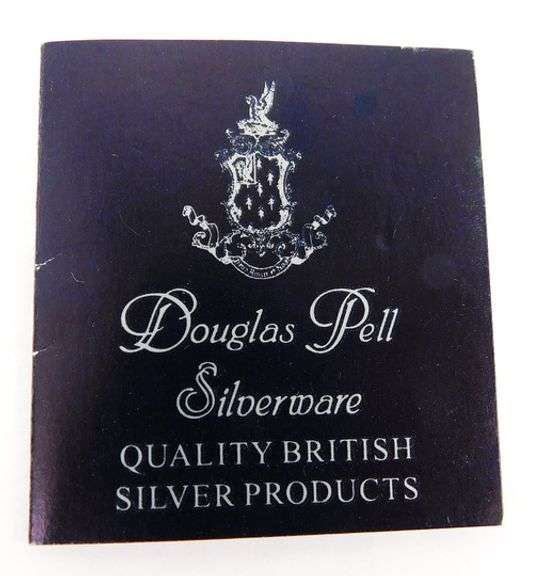 Douglas Pell
Silverware
QUALITY BRITISH
SILVER PRODUCTS